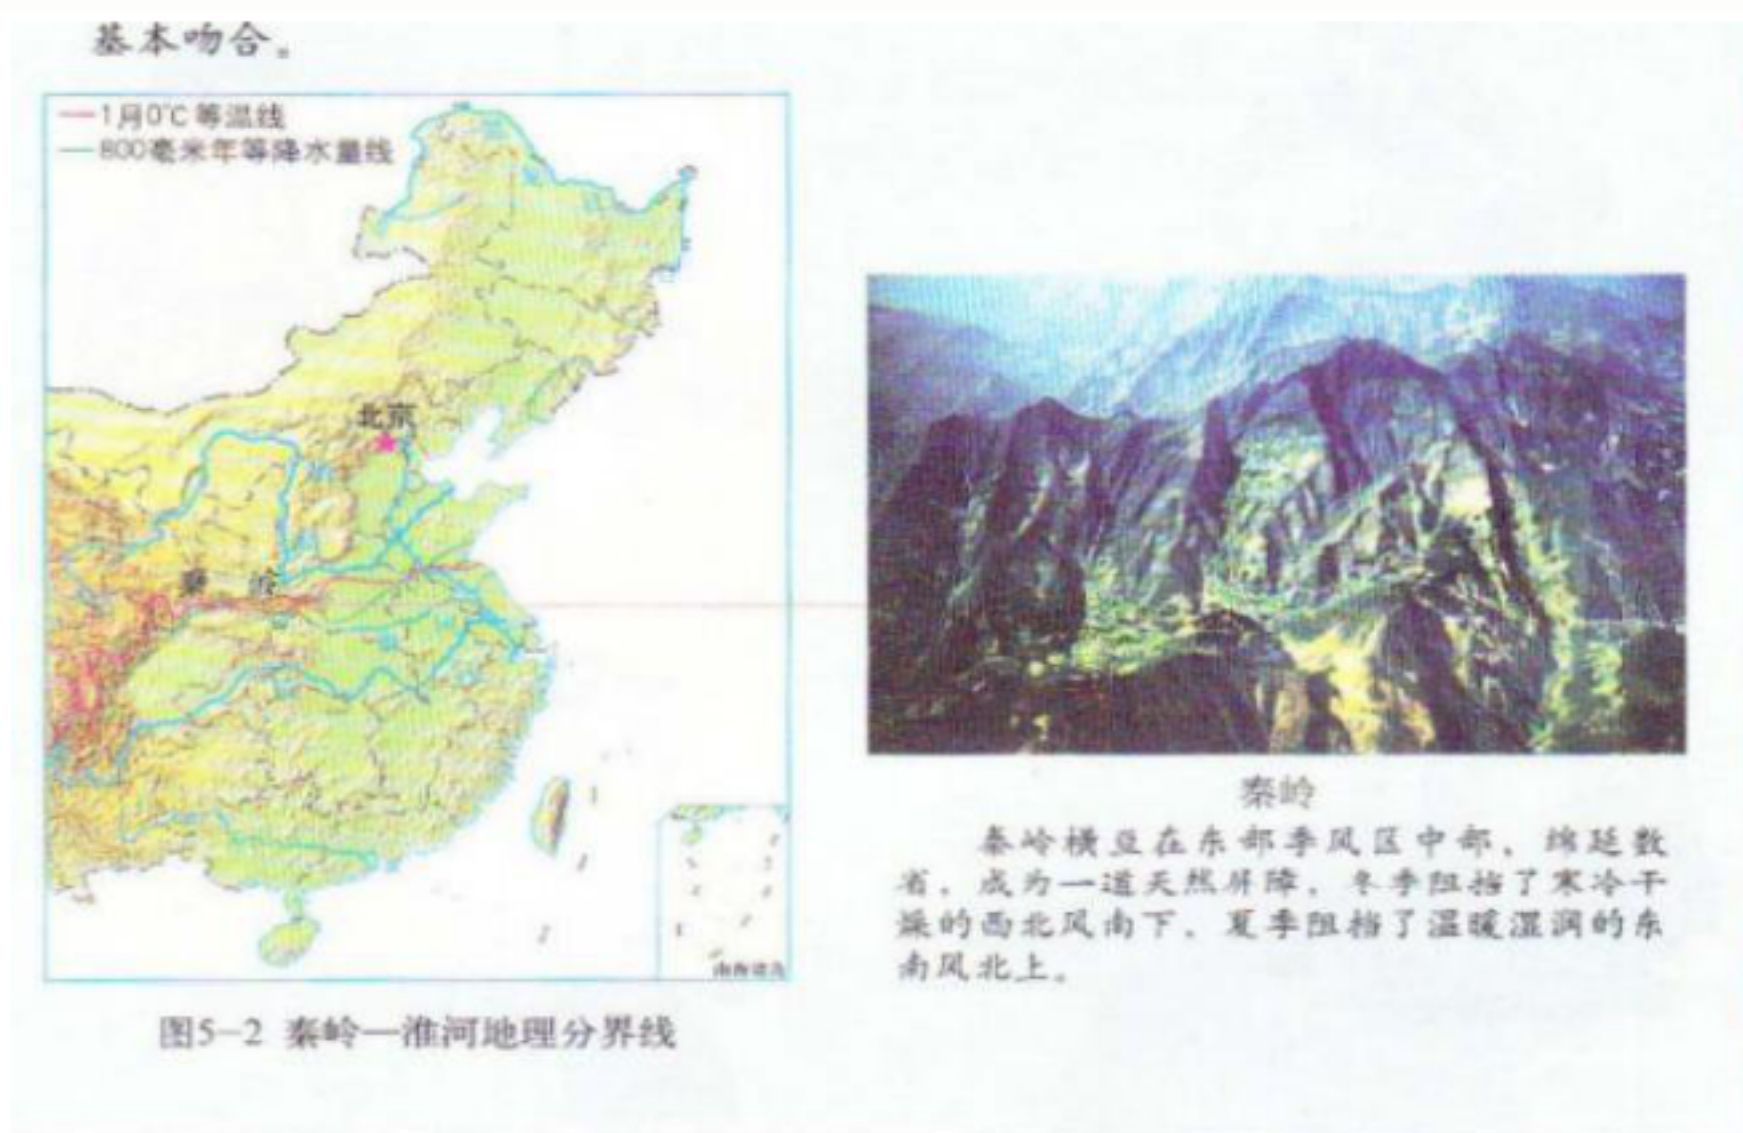 基本吻合。
1月0℃等温线
800毫米年等降水量线
北京
秦 岭
南海诸岛
图5-2 秦岭—淮河地理分界线
秦岭
秦岭横亘在东部季风区中部，绵延数
省，成为一道天然屏障，冬季阻挡了寒冷干
燥的西北风南下，夏季阻挡了温暖湿润的东
南风北上。